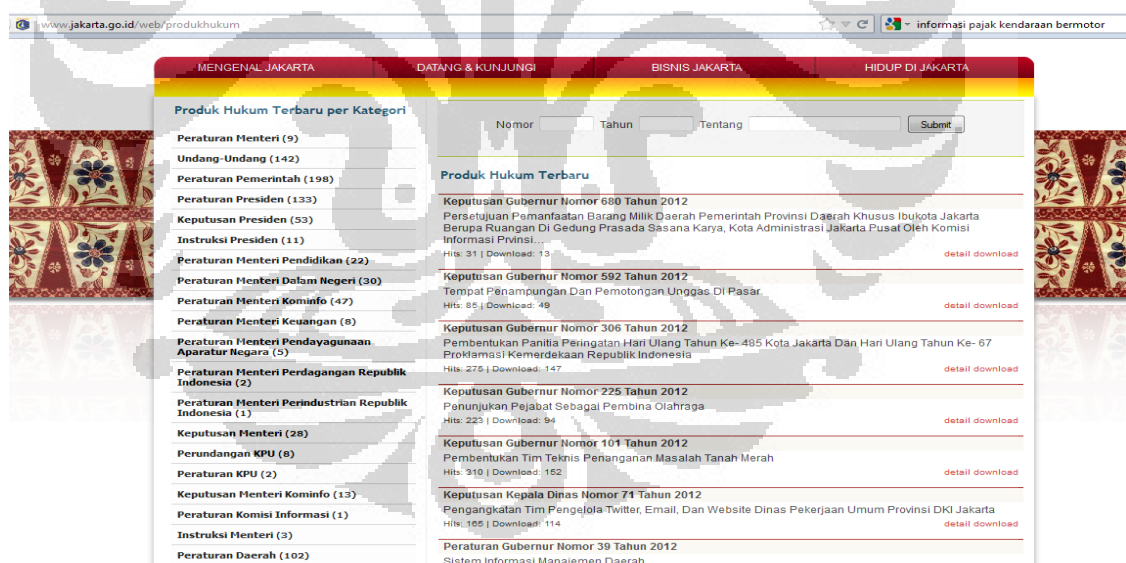 www.jakarta.go.id/web/produkhukum
informasi pajak kendaraan bermotor
MENGENAL JAKARTA
DATANG & KUNJUNGI
BISNIS JAKARTA
HIDUP DI JAKARTA
Produk Hukum Terbaru per Kategori
Peraturan Menteri (9)
Undang-Undang (142)
Peraturan Pemerintah (198)
Peraturan Presiden (133)
Keputusan Presiden (53)
Instruksi Presiden (11)
Peraturan Menteri Pendidikan (22)
Peraturan Menteri Dalam Negeri (30)
Peraturan Menteri Kominfo (47)
Peraturan Menteri Keuangan (8)
Peraturan Menteri Pendayagunaan
Aparatur Negara (5)
Peraturan Menteri Perdagangan Republik
Indonesia (2)
Peraturan Menteri Perindustrian Republik
Indonesia (1)
Keputusan Menteri (28)
Perundangan KPU (8)
Peraturan KPU (2)
Keputusan Menteri Kominfo (13)
Peraturan Komisi Informasi (1)
Instruksi Menteri (3)
Peraturan Daerah (102)
Nomor Tahun Tentang Submit
Produk Hukum Terbaru
Keputusan Gubernur Nomor 680 Tahun 2012
Persetujuan Pemanfaatan Barang Milik Daerah Pemerintah Provinsi Daerah Khusus Ibukota Jakarta
Berupa Ruangan Di Gedung Prasada Sasana Karya, Kota Administrasi Jakarta Pusat Oleh Komisi
Informasi Prvinsi...
Hits: 31 | Download: 13 detail download
Keputusan Gubernur Nomor 592 Tahun 2012
Tempat Penampungan Dan Pemotongan Unggas Di Pasar
Hits: 85 | Download: 49 detail download
Keputusan Gubernur Nomor 306 Tahun 2012
Pembentukan Panitia Peringatan Hari Ulang Tahun Ke- 485 Kota Jakarta Dan Hari Ulang Tahun Ke- 67
Proklamasi Kemerdekaan Republik Indonesia
Hits: 275 | Download: 147 detail download
Keputusan Gubernur Nomor 225 Tahun 2012
Penunjukan Pejabat Sebagai Pembina Olahraga
Hits: 223 | Download: 94 detail download
Keputusan Gubernur Nomor 101 Tahun 2012
Pembentukan Tim Teknis Penanganan Masalah Tanah Merah
Hits: 310 | Download: 152 detail download
Keputusan Kepala Dinas Nomor 71 Tahun 2012
Pengangkatan Tim Pengelola Twitter, Email, Dan Website Dinas Pekerjaan Umum Provinsi DKI Jakarta
Hits: 165 | Download: 114 detail download
Peraturan Gubernur Nomor 39 Tahun 2012
Sistem Informasi Manajemen Daerah